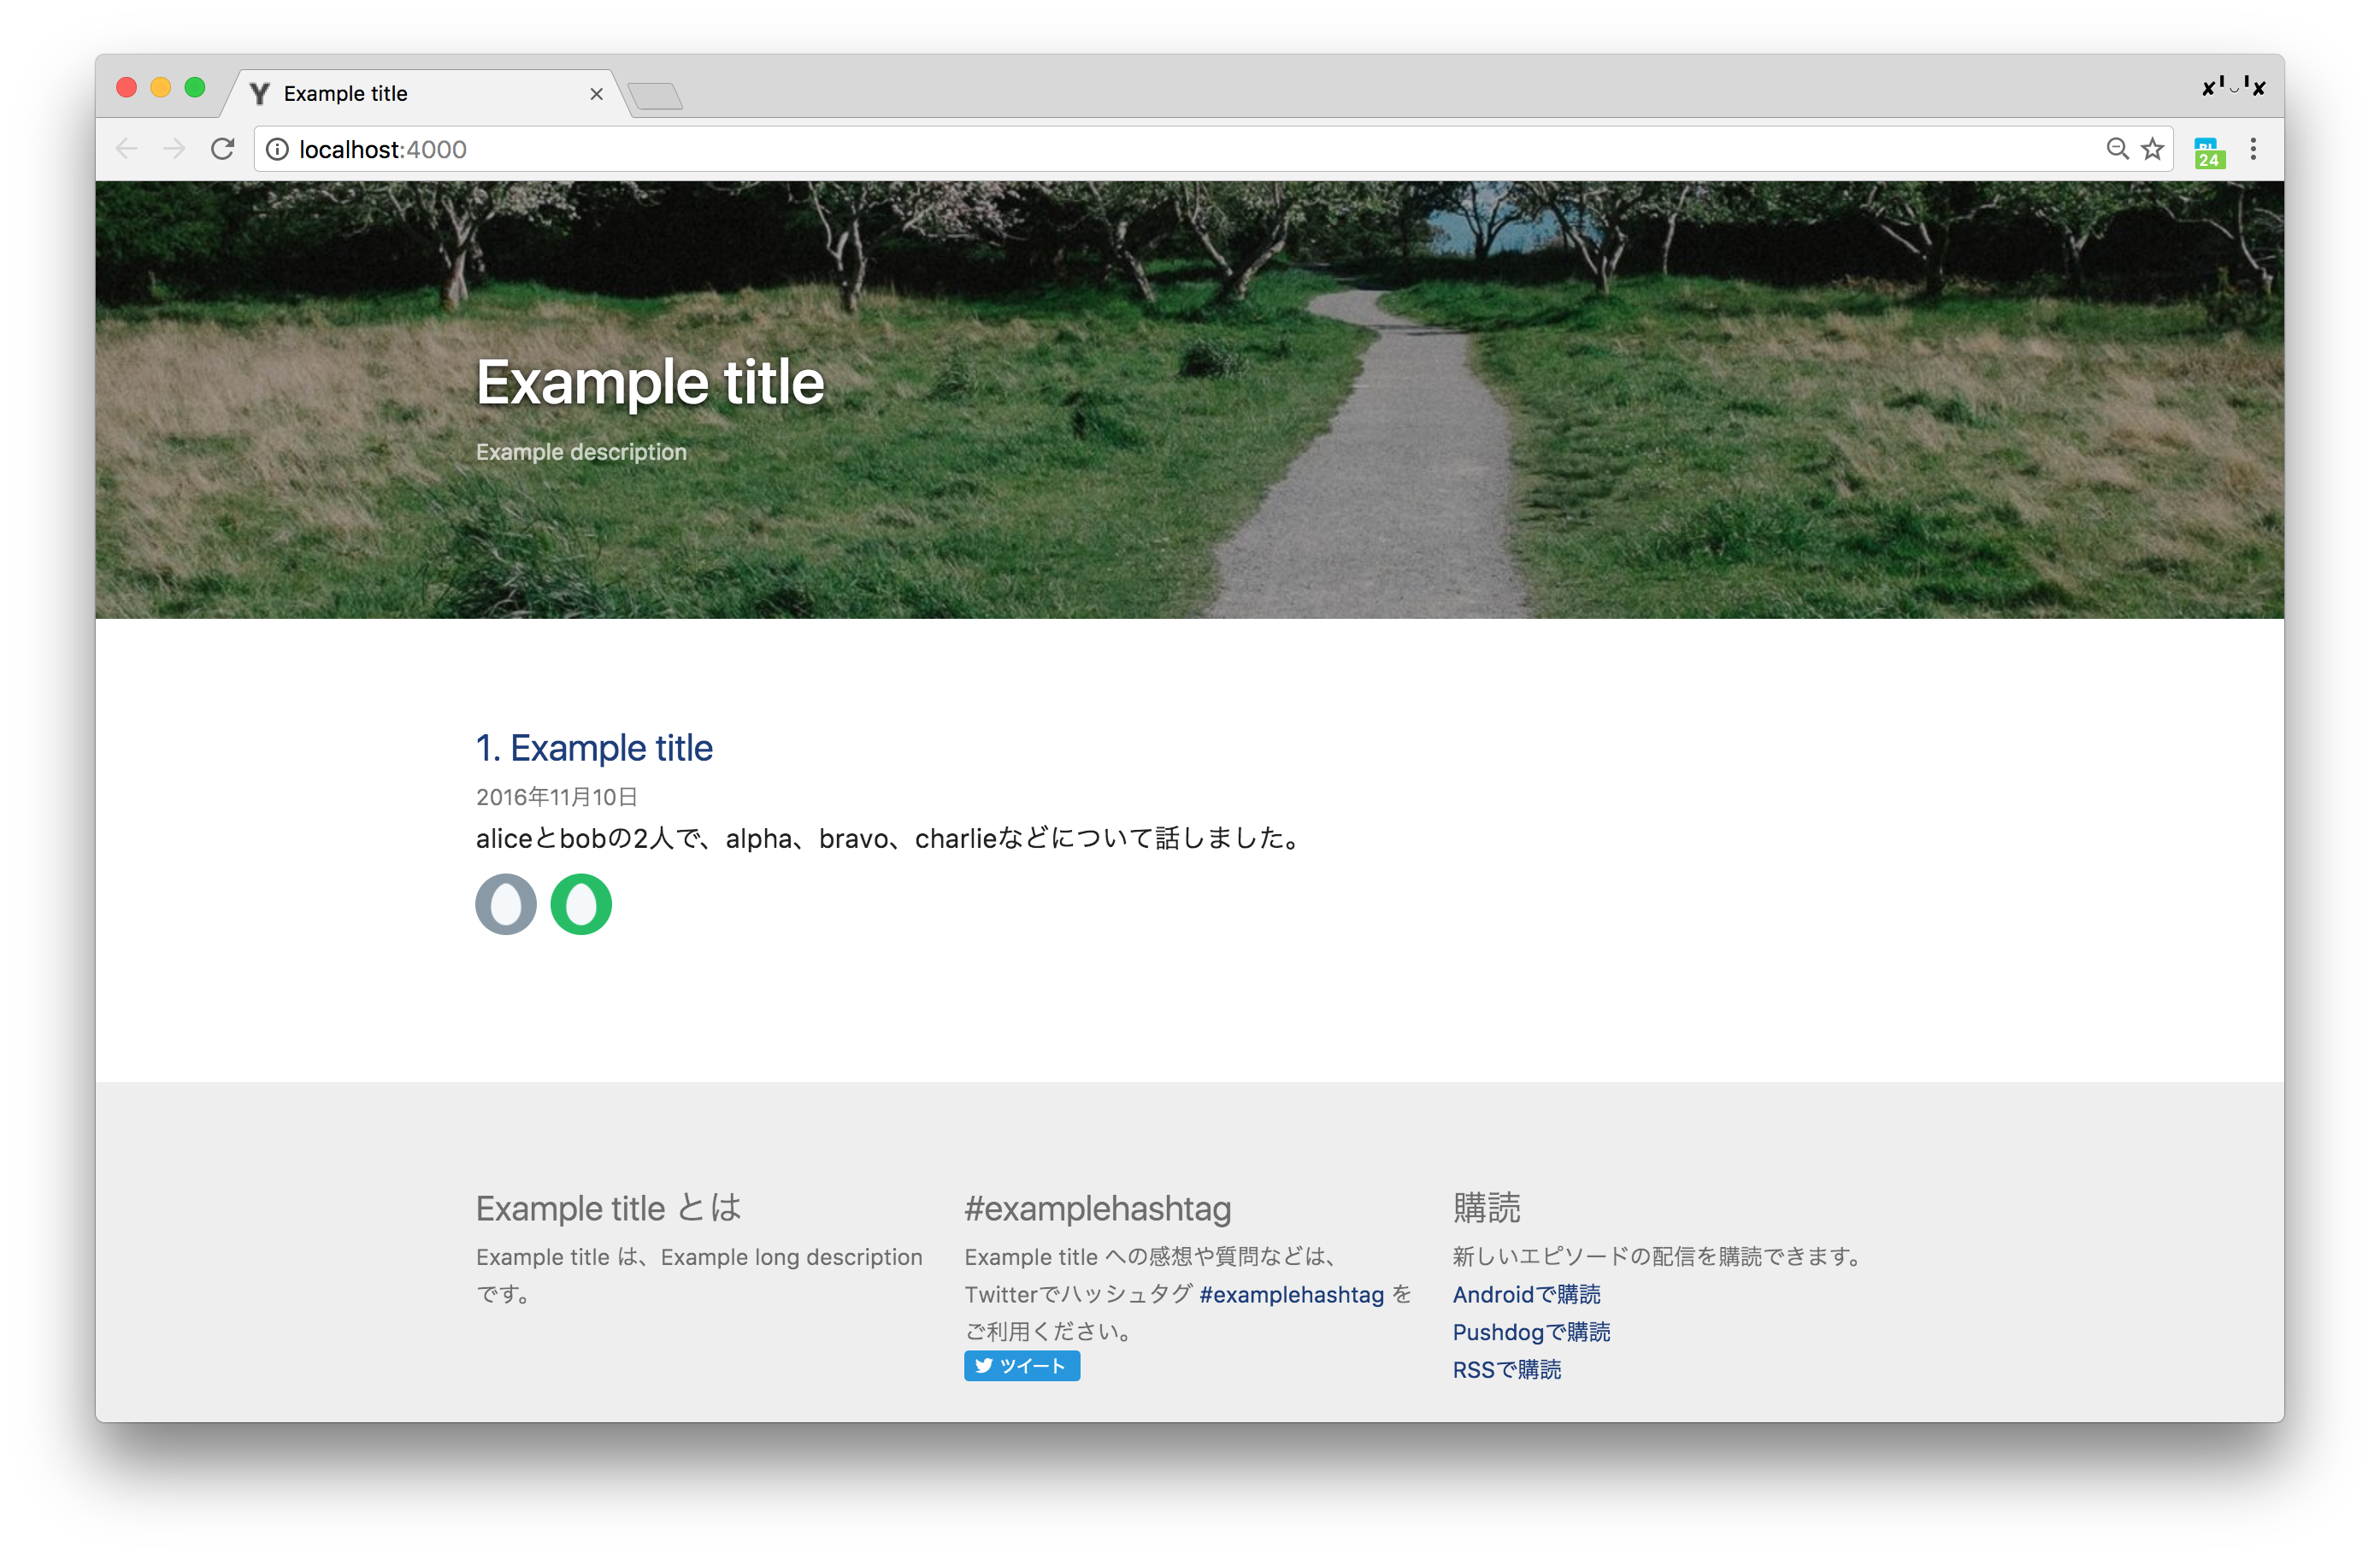 Example title
localhost:4000
24
Example title
Example description
1. Example title
2016年11月10日
aliceとbobの2人で、alpha、bravo、charlieなどについて話しました。
Example title とは
Example title は、Example long description
です。
#examplehashtag
Example title への感想や質問などは、
Twitterでハッシュタグ #examplehashtag を
ご利用ください。
ツイート
購読
新しいエピソードの配信を購読できます。
Androidで購読
Pushdogで購読
RSSで購読